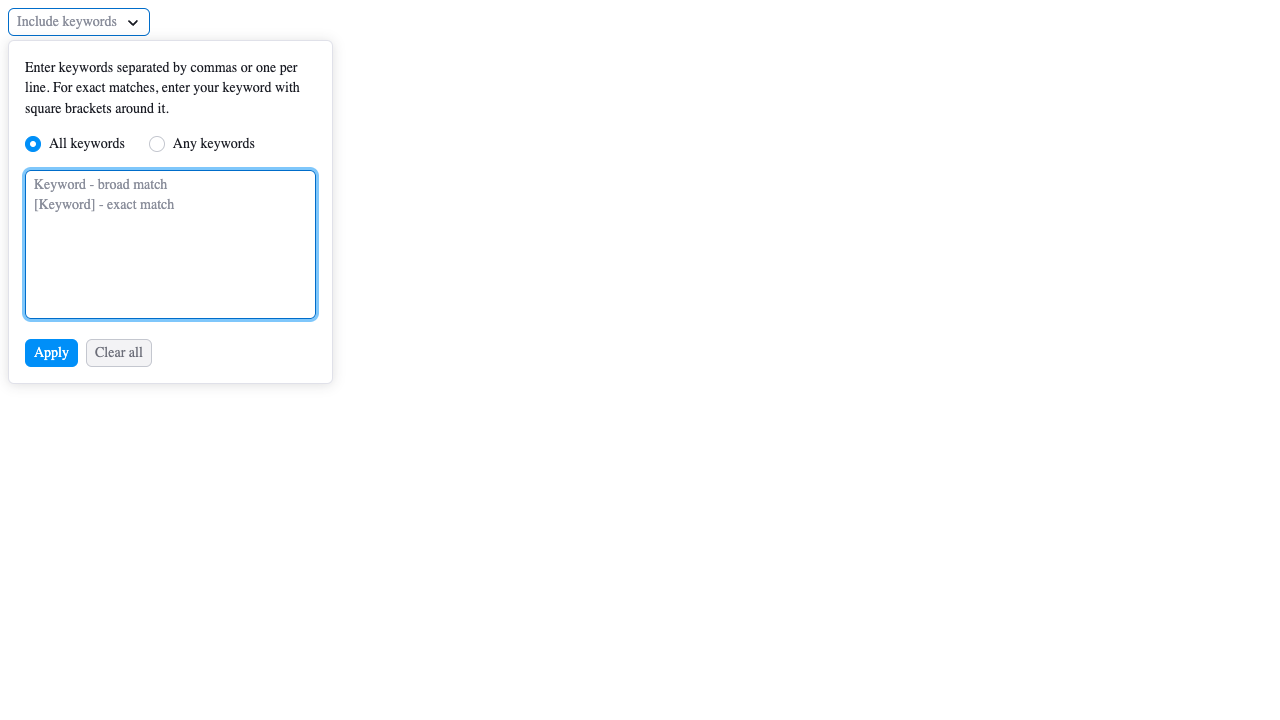 Include keywords
Enter keywords separated by commas or one per
line. For exact matches, enter your keyword with
square brackets around it.
All keywords
Any keywords
Keyword - broad match
[Keyword] - exact match
Apply
Clear all